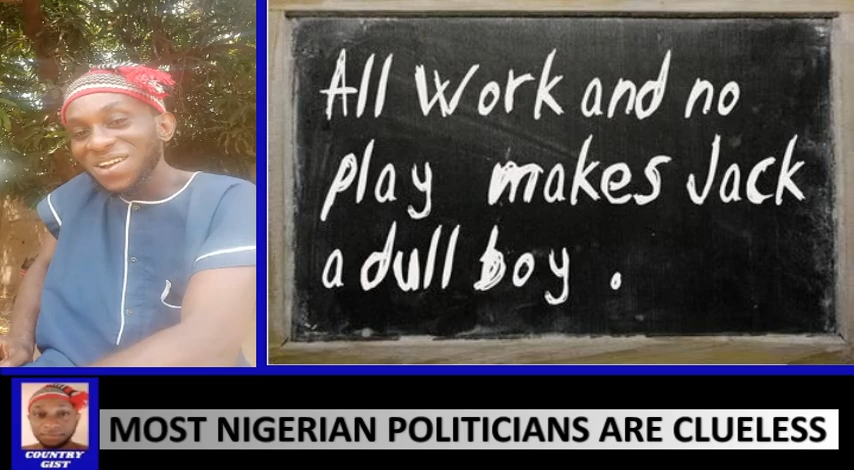 All Work and no
play makes Jack
a dull boy .
MOST NIGERIAN POLITICIANS ARE CLUELESS
COUNTRY
GIST